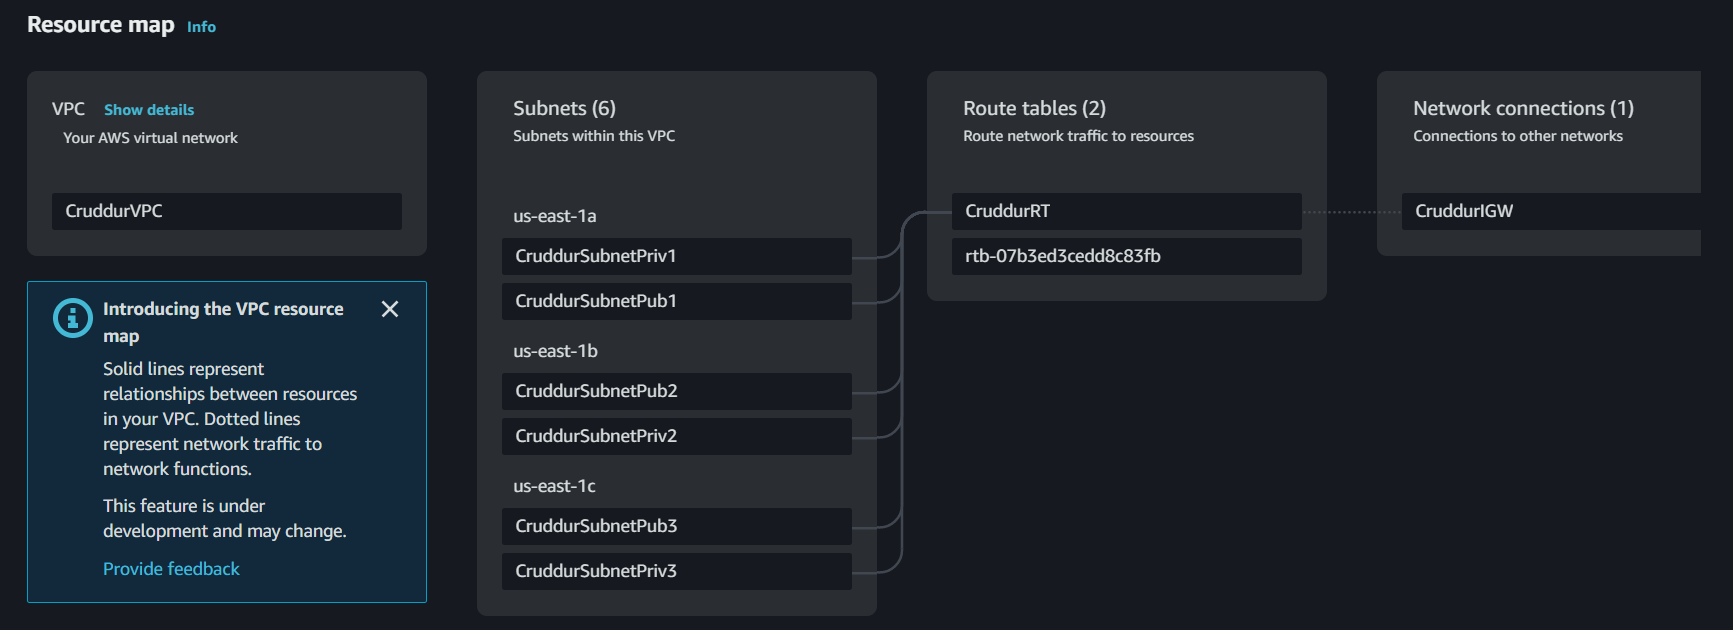 Resource map Info
VPC Show details
Your AWS virtual network
CruddurVPC
Introducing the VPC resource
map
Solid lines represent
relationships between resources
in your VPC. Dotted lines
represent network traffic to
network functions.
This feature is under
development and may change.
Provide feedback
Subnets (6)
Subnets within this VPC
us-east-1a
CruddurSubnetPriv1
CruddurSubnetPub1
us-east-1b
CruddurSubnetPub2
CruddurSubnetPriv2
us-east-1c
CruddurSubnetPub3
CruddurSubnetPriv3
Route tables (2)
Route network traffic to resources
CruddurRT
rtb-07b3ed3cedd8c83fb
Network connections (1)
Connections to other networks
CruddurIGW